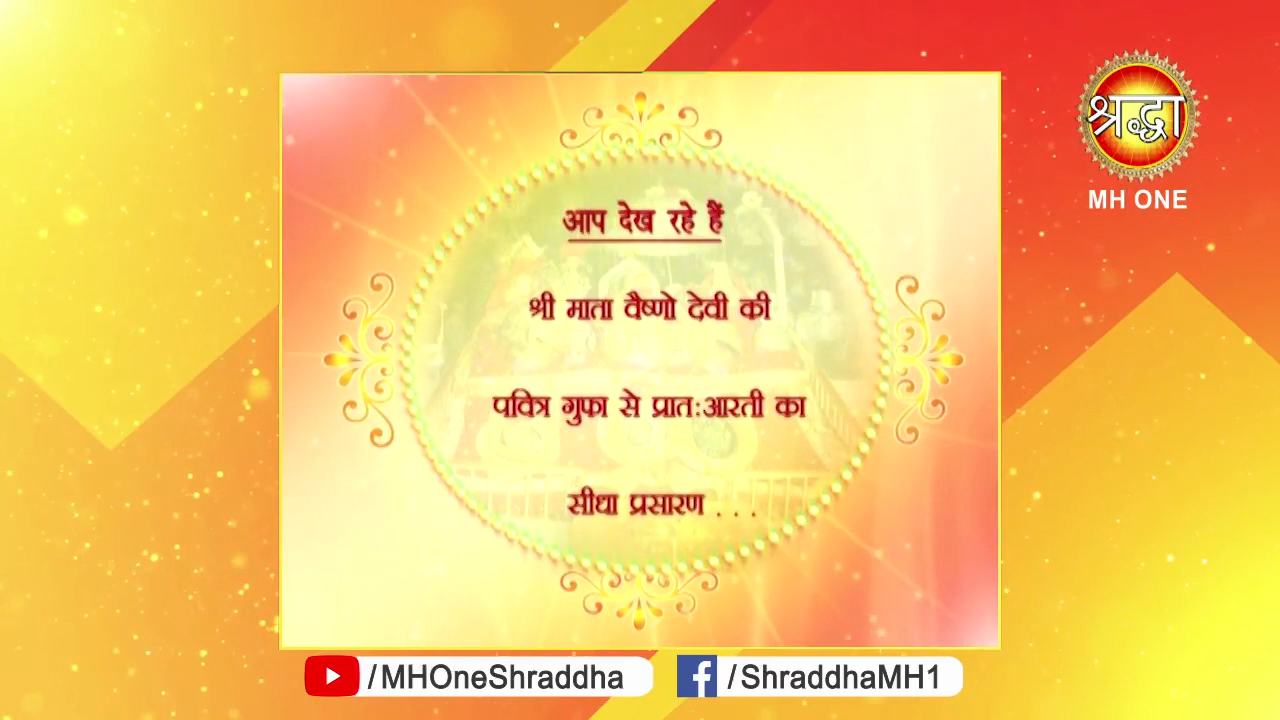 श्रद्धा
MH ONE
आप देख रहे हैं
श्री माता वैष्णो देवी की
पवित्र गुफा से प्रातःआरती का
सीधा प्रसारण . . .
/MHOneShraddha
/ShraddhaMH1